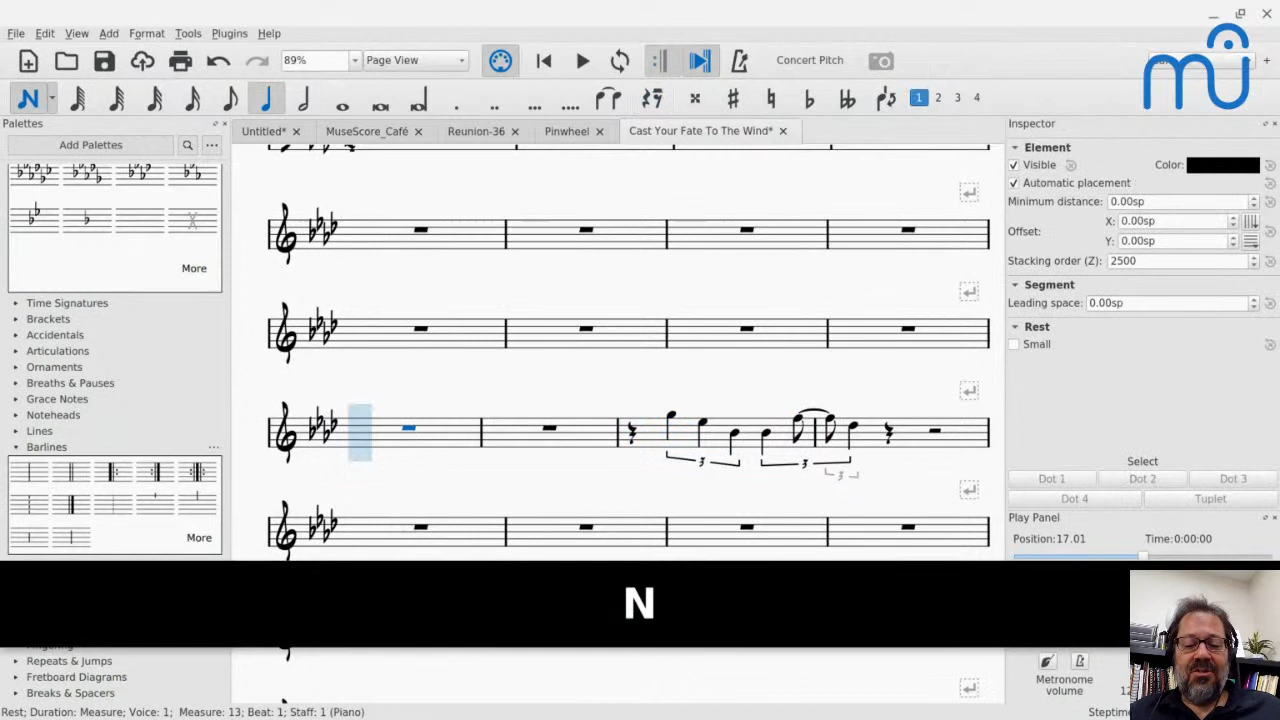 File Edit View Add Format Tools Plugins Help
89% Page View Concert Pitch
N 1 2 3 4
Palettes
Untitled* MuseScore_Café Reunion-36 Pinwheel Cast Your Fate To The Wind*
Inspector
Add Palettes
More
Time Signatures
Brackets
Accidentals
Articulations
Ornaments
Breaths & Pauses
Grace Notes
Noteheads
Lines
Barlines
More
Repeats & Jumps
Fretboard Diagrams
Breaks & Spacers
3 3
3
Element
Visible Color:
Automatic placement
Minimum distance: 0.00sp
X: 0.00sp
Offset:
Y: 0.00sp
Stacking order (Z): 2500
Segment
Leading space: 0.00sp
Rest
Small
Select
Dot 1 Dot 2 Dot 3
Dot 4 Tuplet
Play Panel
Position:17.01 Time:0:00:00
N
Metronome
volume
Rest; Duration: Measure; Voice: 1; Measure: 13; Beat: 1; Staff: 1 (Piano)